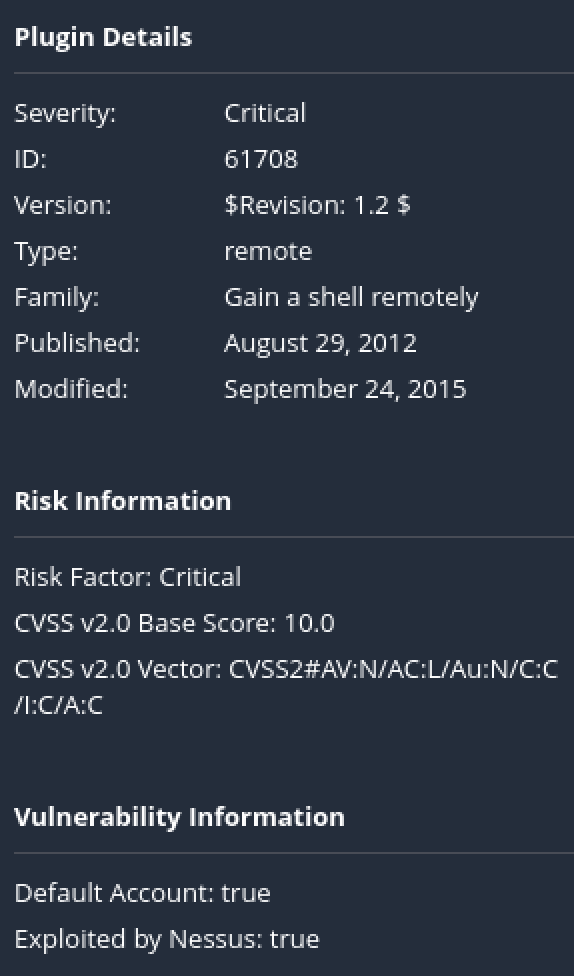 Plugin Details
Severity: Critical
ID: 61708
Version: $Revision: 1.2 $
Type: remote
Family: Gain a shell remotely
Published: August 29, 2012
Modified: September 24, 2015
Risk Information
Risk Factor: Critical
CVSS v2.0 Base Score: 10.0
CVSS v2.0 Vector: CVSS2#AV:N/AC:L/Au:N/C:C
/I:C/A:C
Vulnerability Information
Default Account: true
Exploited by Nessus: true